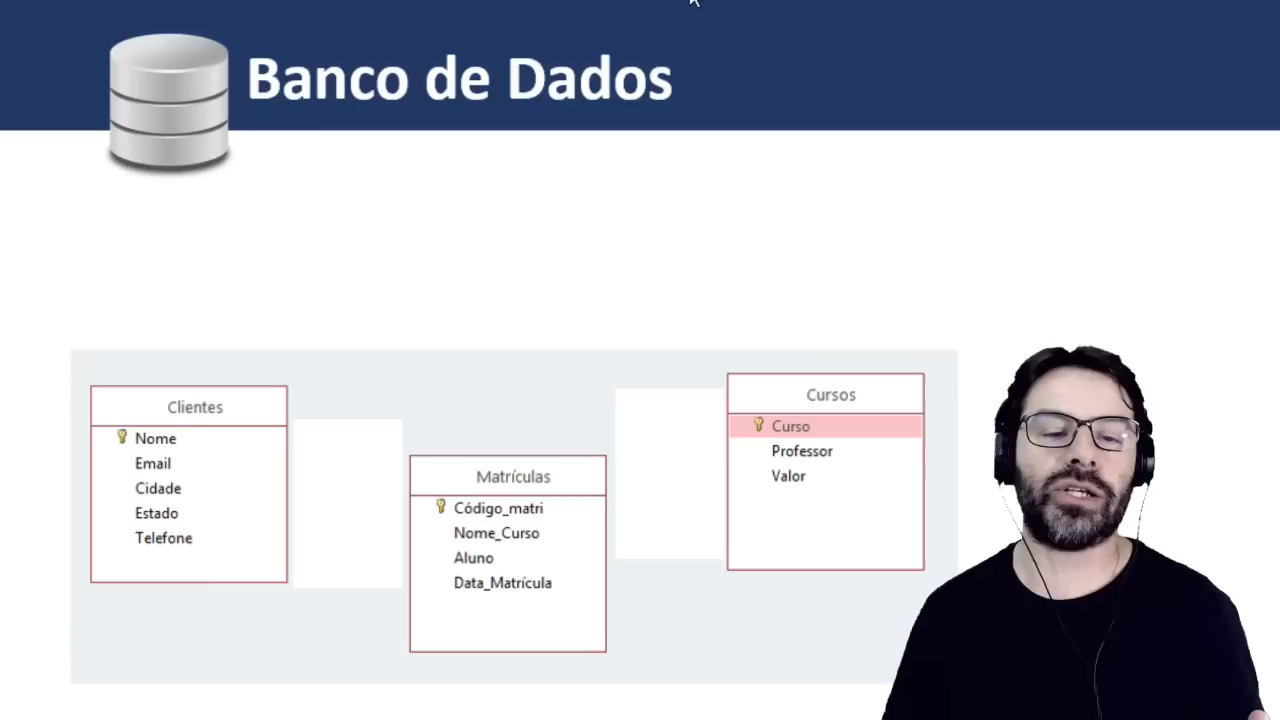 Banco de Dados
Clientes
Nome
Email
Cidade
Estado
Telefone
Matrículas
Código_matri
Nome_Curso
Aluno
Data_Matrícula
Cursos
Curso
Professor
Valor